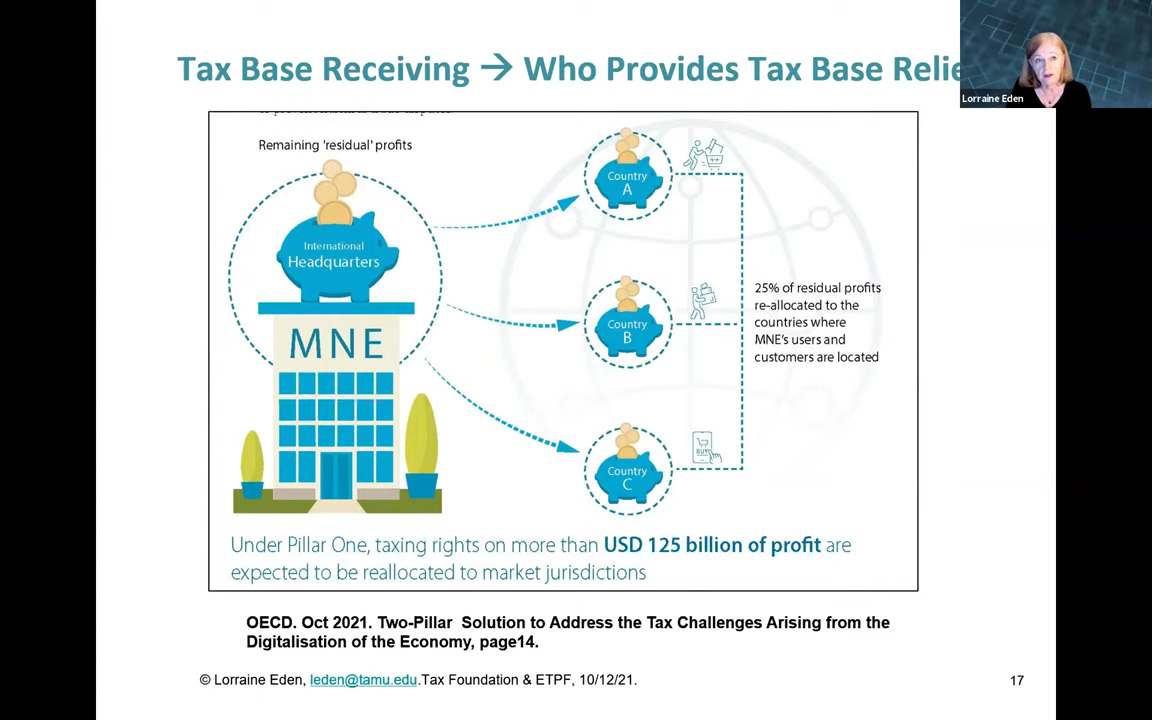 Tax Base Receiving → Who Provides Tax Base Relie
Lorraine Eden
Remaining 'residual' profits
International
Headquarters
MNE
Country
A
Country
B
Country
C
BUY
25% of residual profits
re-allocated to the
countries where
MNE's users and
customers are located
Under Pillar One, taxing rights on more than USD 125 billion of profit are
expected to be reallocated to market jurisdictions
OECD. Oct 2021. Two-Pillar Solution to Address the Tax Challenges Arising from the
Digitalisation of the Economy, page14.
© Lorraine Eden, leden@tamu.edu.Tax Foundation & ETPF, 10/12/21.
17